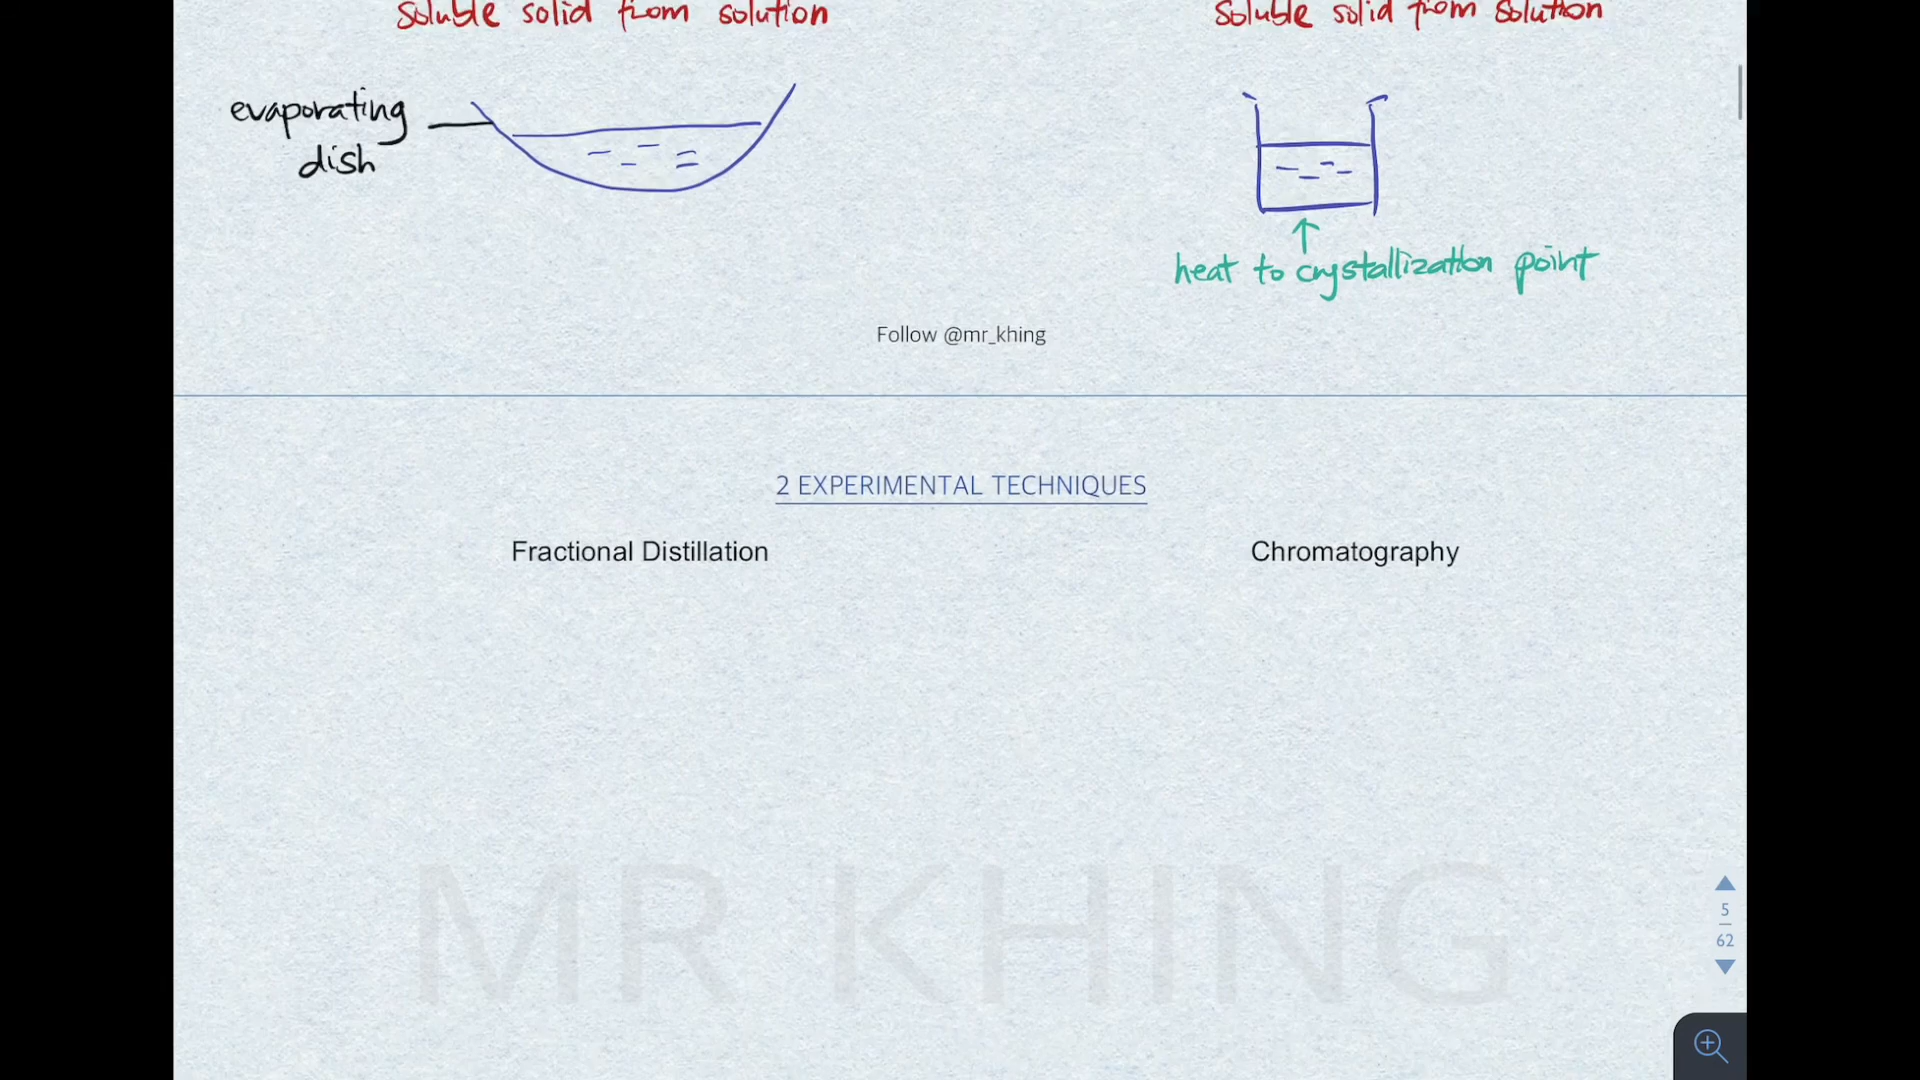 soluble solid from solution
soluble solid from solution
evaporating
dish
heat to crystallization point
Follow @mr_khing
2 EXPERIMENTAL TECHNIQUES
Fractional Distillation
Chromatography
MR KHING
5
62